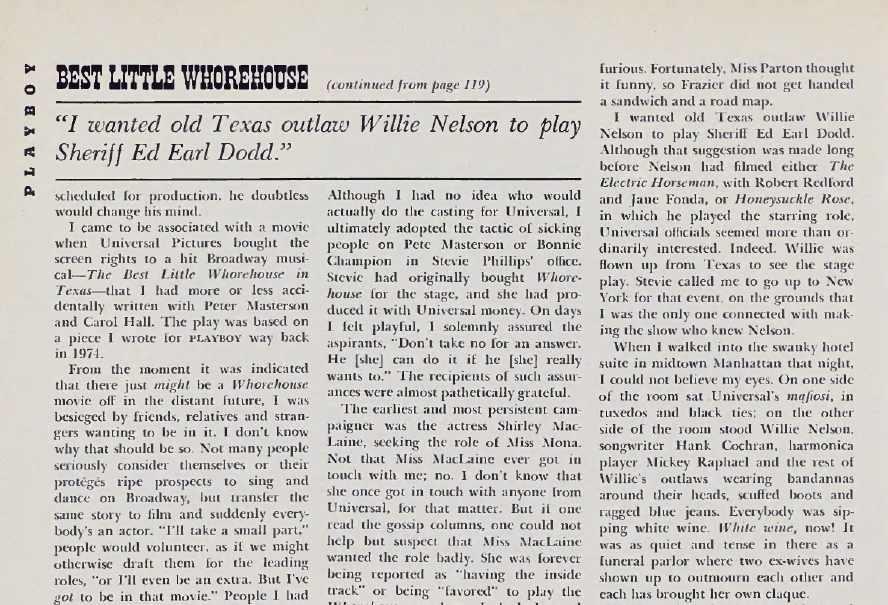 PLAYBOY
BEST LITTLE WHOREHOUSE (continued from page 119)
"I wanted old Texas outlaw Willie Nelson to play
Sheriff Ed Earl Dodd."
scheduled for production, he doubtless
would change his mind.
I came to be associated with a movie
when Universal Pictures bought the
screen rights to a hit Broadway musi-
cal—The Best Little Whorehouse in
Texas—that I had more or less acci-
dentally written with Peter Masterson
and Carol Hall. The play was based on
a piece I wrote for PLAYBOY way back
in 1974.
From the moment it was indicated
that there just might be a Whorehouse
movie off in the distant future, I was
besieged by friends, relatives and stran-
gers wanting to be in it. I don't know
why that should be so. Not many people
seriously consider themselves or their
protégés ripe prospects to sing and
dance on Broadway, but transfer the
same story to film and suddenly every-
body's an actor. "I'll take a small part,"
people would volunteer, as if we might
otherwise draft them for the leading
roles, "or I'll even be an extra. But I've
got to be in that movie." People I had
Although I had no idea who would
actually do the casting for Universal, I
ultimately adopted the tactic of sicking
people on Pete Masterson or Bonnie
Champion in Stevie Phillips' office.
Stevie had originally bought Whore-
house for the stage, and she had pro-
duced it with Universal money. On days
I felt playful, I solemnly assured the
aspirants, "Don't take no for an answer.
He [she] can do it if he [she] really
wants to." The recipients of such assur-
ances were almost pathetically grateful.
The earliest and most persistent cam-
paigner was the actress Shirley Mac-
Laine, seeking the role of Miss Mona.
Not that Miss MacLaine ever got in
touch with me; no. I don't know that
she once got in touch with anyone from
Universal, for that matter. But if one
read the gossip columns, one could not
help but suspect that Miss MacLaine
wanted the role badly. She was forever
being reported as "having the inside
track" or being "favored" to play the
furious. Fortunately, Miss Parton thought
it funny, so Frazier did not get handed
a sandwich and a road map.
I wanted old Texas outlaw Willie
Nelson to play Sheriff Ed Earl Dodd.
Although that suggestion was made long
before Nelson had filmed either The
Electric Horseman, with Robert Redford
and Jane Fonda, or Honeysuckle Rose,
in which he played the starring role,
Universal officials seemed more than or-
dinarily interested. Indeed. Willie was
flown up from Texas to see the stage
play. Stevie called me to go up to New
York for that event, on the grounds that
I was the only one connected with mak-
ing the show who knew Nelson.
When I walked into the swanky hotel
suite in midtown Manhattan that night,
I could not believe my eyes. On one side
of the room sat Universal's mafiosi, in
tuxedos and black ties; on the other
side of the room stood Willie Nelson,
songwriter Hank Cochran, harmonica
player Mickey Raphael and the rest of
Willie's outlaws wearing bandannas
around their heads, scuffed boots and
ragged blue jeans. Everybody was sip-
ping white wine. White wine, now! It
was as quiet and tense in there as a
funeral parlor where two ex-wives have
shown up to outmourn each other and
each has brought her own claque.